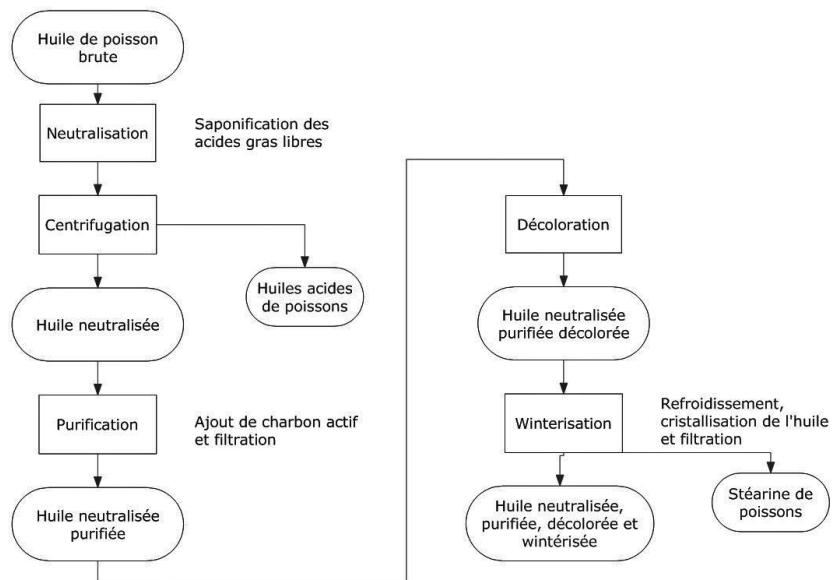 Huile de poisson
brute
Neutralisation
Saponification des
acides gras libres
Centrifugation
Huiles acides
de poissons
Huile neutralisée
Purification
Ajout de charbon actif
et filtration
Huile neutralisée
purifiée
Décoloration
Huile neutralisée
purifiée décolorée
Winterisation
Refroidissement,
cristallisation de l'huile
et filtration
Stéarine de
poissons
Huile neutralisée,
purifiée, décolorée et
wintérisée